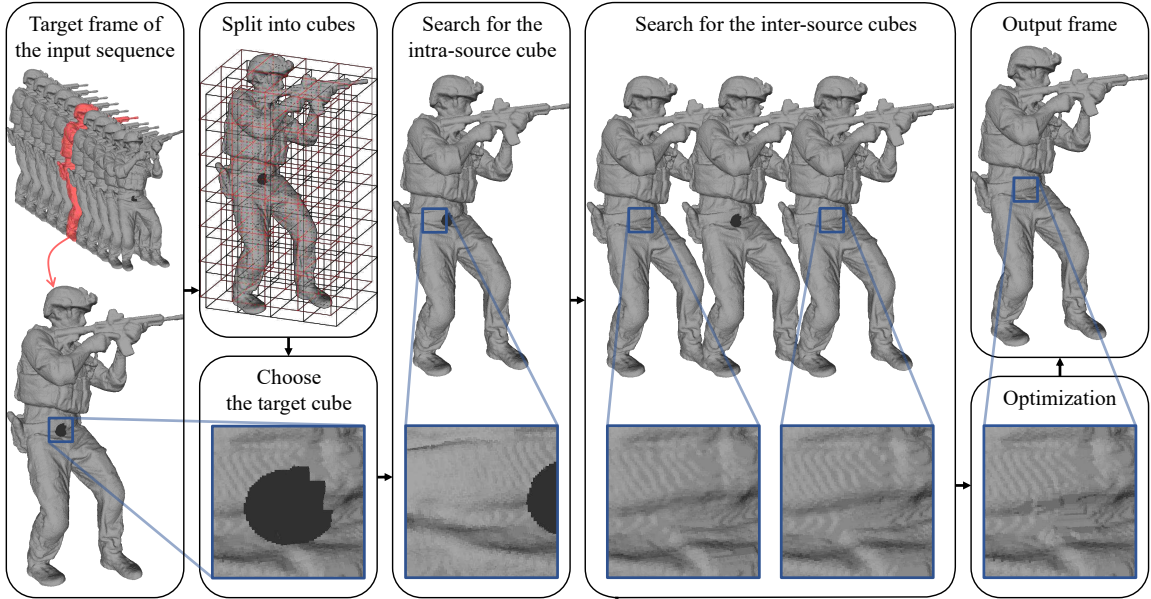 Target frame of
the input sequence
Split into cubes
Choose
the target cube
Search for the
intra-source cube
Search for the inter-source cubes
Output frame
Optimization